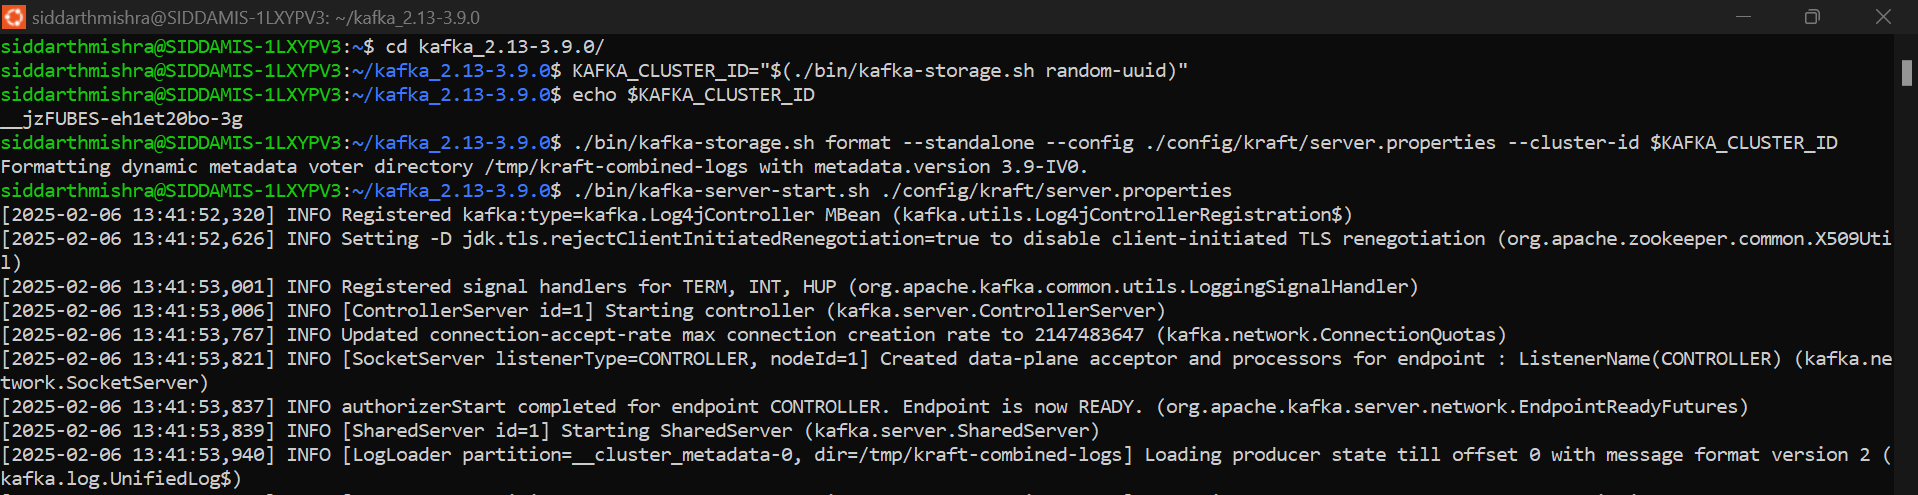 siddarthmishra@SIDDAMIS-1LXYPV3: ~/kafka_2.13-3.9.0
siddarthmishra@SIDDAMIS-1LXYPV3:~$ cd kafka_2.13-3.9.0/
siddarthmishra@SIDDAMIS-1LXYPV3:~/kafka_2.13-3.9.0$ KAFKA_CLUSTER_ID="$(./bin/kafka-storage.sh random-uuid)"
siddarthmishra@SIDDAMIS-1LXYPV3:~/kafka_2.13-3.9.0$ echo $KAFKA_CLUSTER_ID
__jzFUBES-eh1et20bo-3g
siddarthmishra@SIDDAMIS-1LXYPV3:~/kafka_2.13-3.9.0$ ./bin/kafka-storage.sh format --standalone --config ./config/kraft/server.properties --cluster-id $KAFKA_CLUSTER_ID
Formatting dynamic metadata voter directory /tmp/kraft-combined-logs with metadata.version 3.9-IV0.
siddarthmishra@SIDDAMIS-1LXYPV3:~/kafka_2.13-3.9.0$ ./bin/kafka-server-start.sh ./config/kraft/server.properties
[2025-02-06 13:41:52,320] INFO Registered kafka:type=kafka.Log4jController MBean (kafka.utils.Log4jControllerRegistration$)
[2025-02-06 13:41:52,626] INFO Setting -D jdk.tls.rejectClientInitiatedRenegotiation=true to disable client-initiated TLS renegotiation (org.apache.zookeeper.common.X509Uti
l)
[2025-02-06 13:41:53,001] INFO Registered signal handlers for TERM, INT, HUP (org.apache.kafka.common.utils.LoggingSignalHandler)
[2025-02-06 13:41:53,006] INFO [ControllerServer id=1] Starting controller (kafka.server.ControllerServer)
[2025-02-06 13:41:53,767] INFO Updated connection-accept-rate max connection creation rate to 2147483647 (kafka.network.ConnectionQuotas)
[2025-02-06 13:41:53,821] INFO [SocketServer listenerType=CONTROLLER, nodeId=1] Created data-plane acceptor and processors for endpoint : ListenerName(CONTROLLER) (kafka.ne
twork.SocketServer)
[2025-02-06 13:41:53,837] INFO authorizerStart completed for endpoint CONTROLLER. Endpoint is now READY. (org.apache.kafka.server.network.EndpointReadyFutures)
[2025-02-06 13:41:53,839] INFO [SharedServer id=1] Starting SharedServer (kafka.server.SharedServer)
[2025-02-06 13:41:53,940] INFO [LogLoader partition=__cluster_metadata-0, dir=/tmp/kraft-combined-logs] Loading producer state till offset 0 with message format version 2 (
kafka.log.UnifiedLog$)